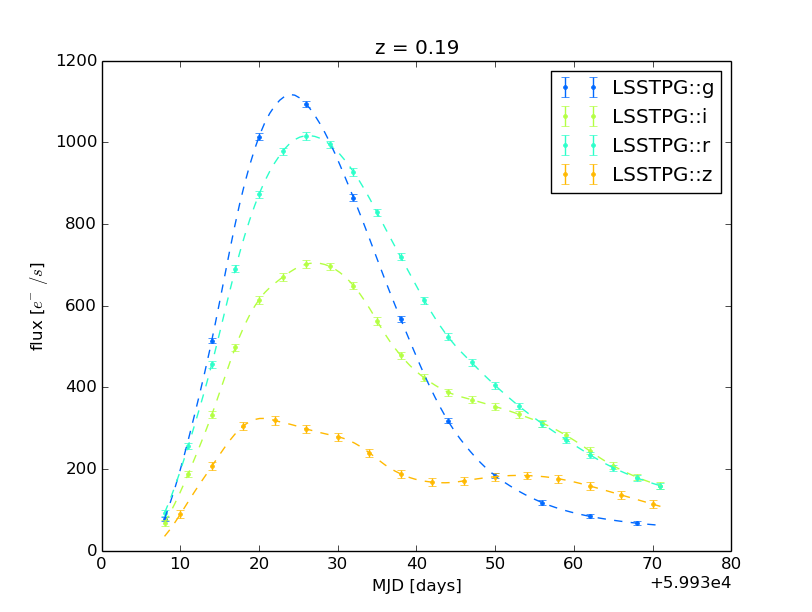 z = 0.19
1200
1000
800
600
400
200
0
flux [e⁻ /s]
LSSTPG::g
LSSTPG::i
LSSTPG::r
LSSTPG::z
0 10 20 30 40 50 60 70 80
MJD [days]
+5.993e4